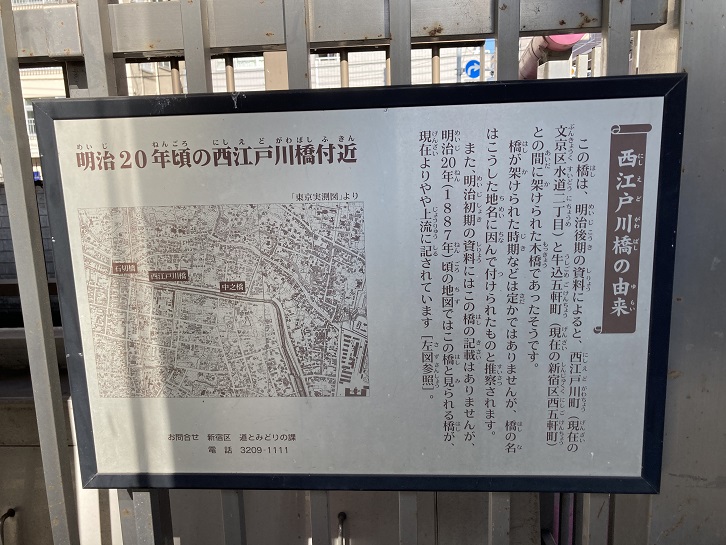 西江戸川橋の由来
この橋は、明治後期の資料によると、西江戸川町（現在の
文京区水道二丁目）と牛込五軒町（現在の新宿区西五軒町）
との間に架けられた木橋であったそうです。
橋が架けられた時期などは定かではありませんが、橋の名
はこうした地名に因んで付けられたものと推察されます。
また、明治初期の資料にはこの橋の記載はありませんが、
明治20年（1887年）頃の地図ではこの橋と見られる橋が、
現在よりやや上流に記されています［左図参照］。
明治20年頃の西江戸川橋付近
「東京実測図」より
石切橋
西江戸川橋
中之橋
お問合せ　新宿区　道とみどりの課
電　話　3209-1111